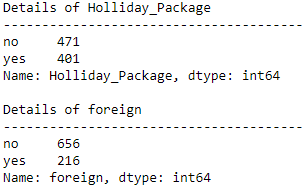 Details of Holliday_Package
----------------------------------------
no     471
yes    401
Name: Holliday_Package, dtype: int64
Details of foreign
----------------------------------------
no     656
yes    216
Name: foreign, dtype: int64